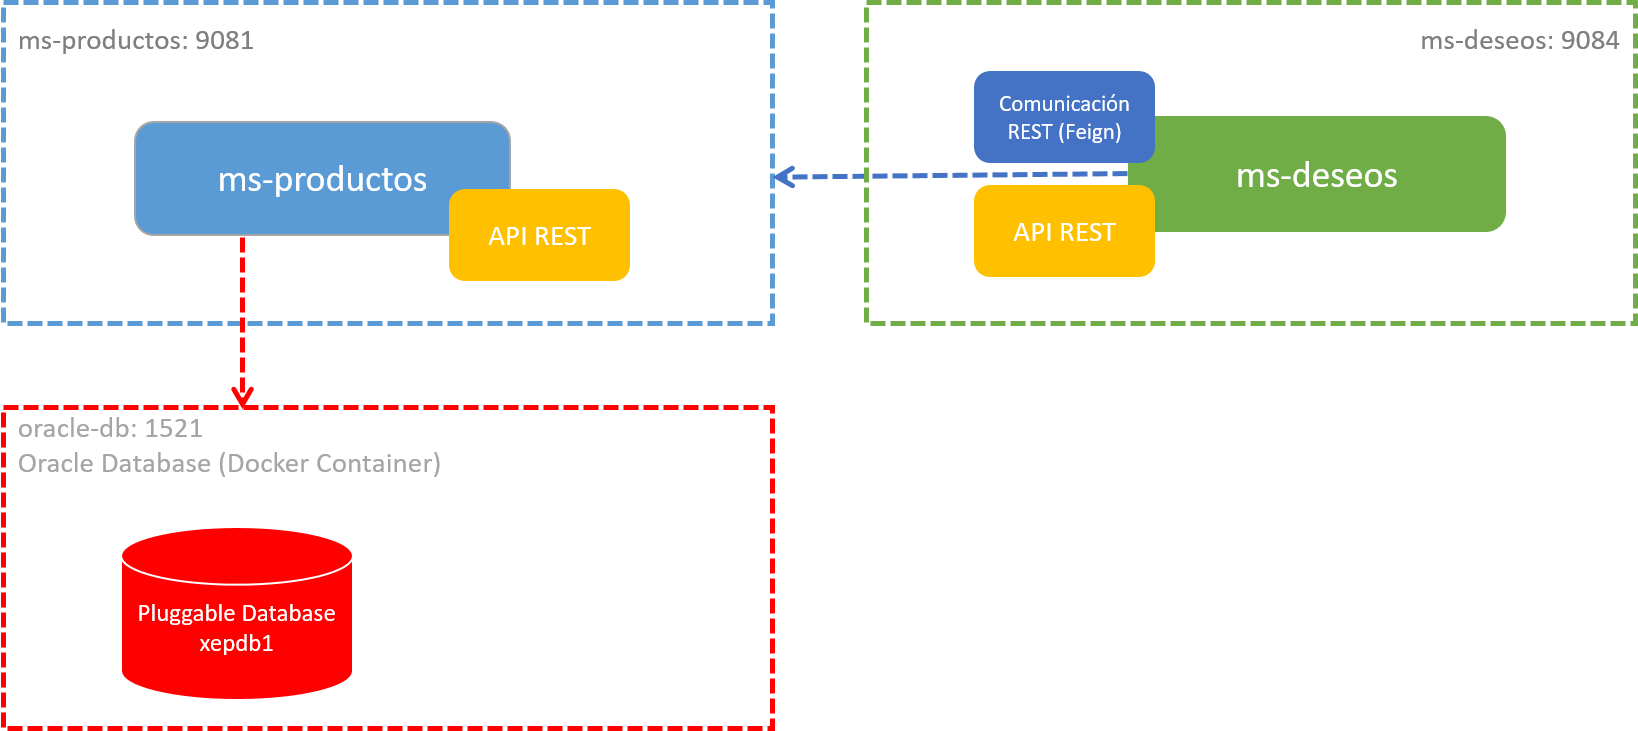 ms-productos: 9081
ms-productos
API REST
ms-deseos: 9084
Comunicación
REST (Feign)
ms-deseos
API REST
oracle-db: 1521
Oracle Database (Docker Container)
Pluggable Database
xepdb1